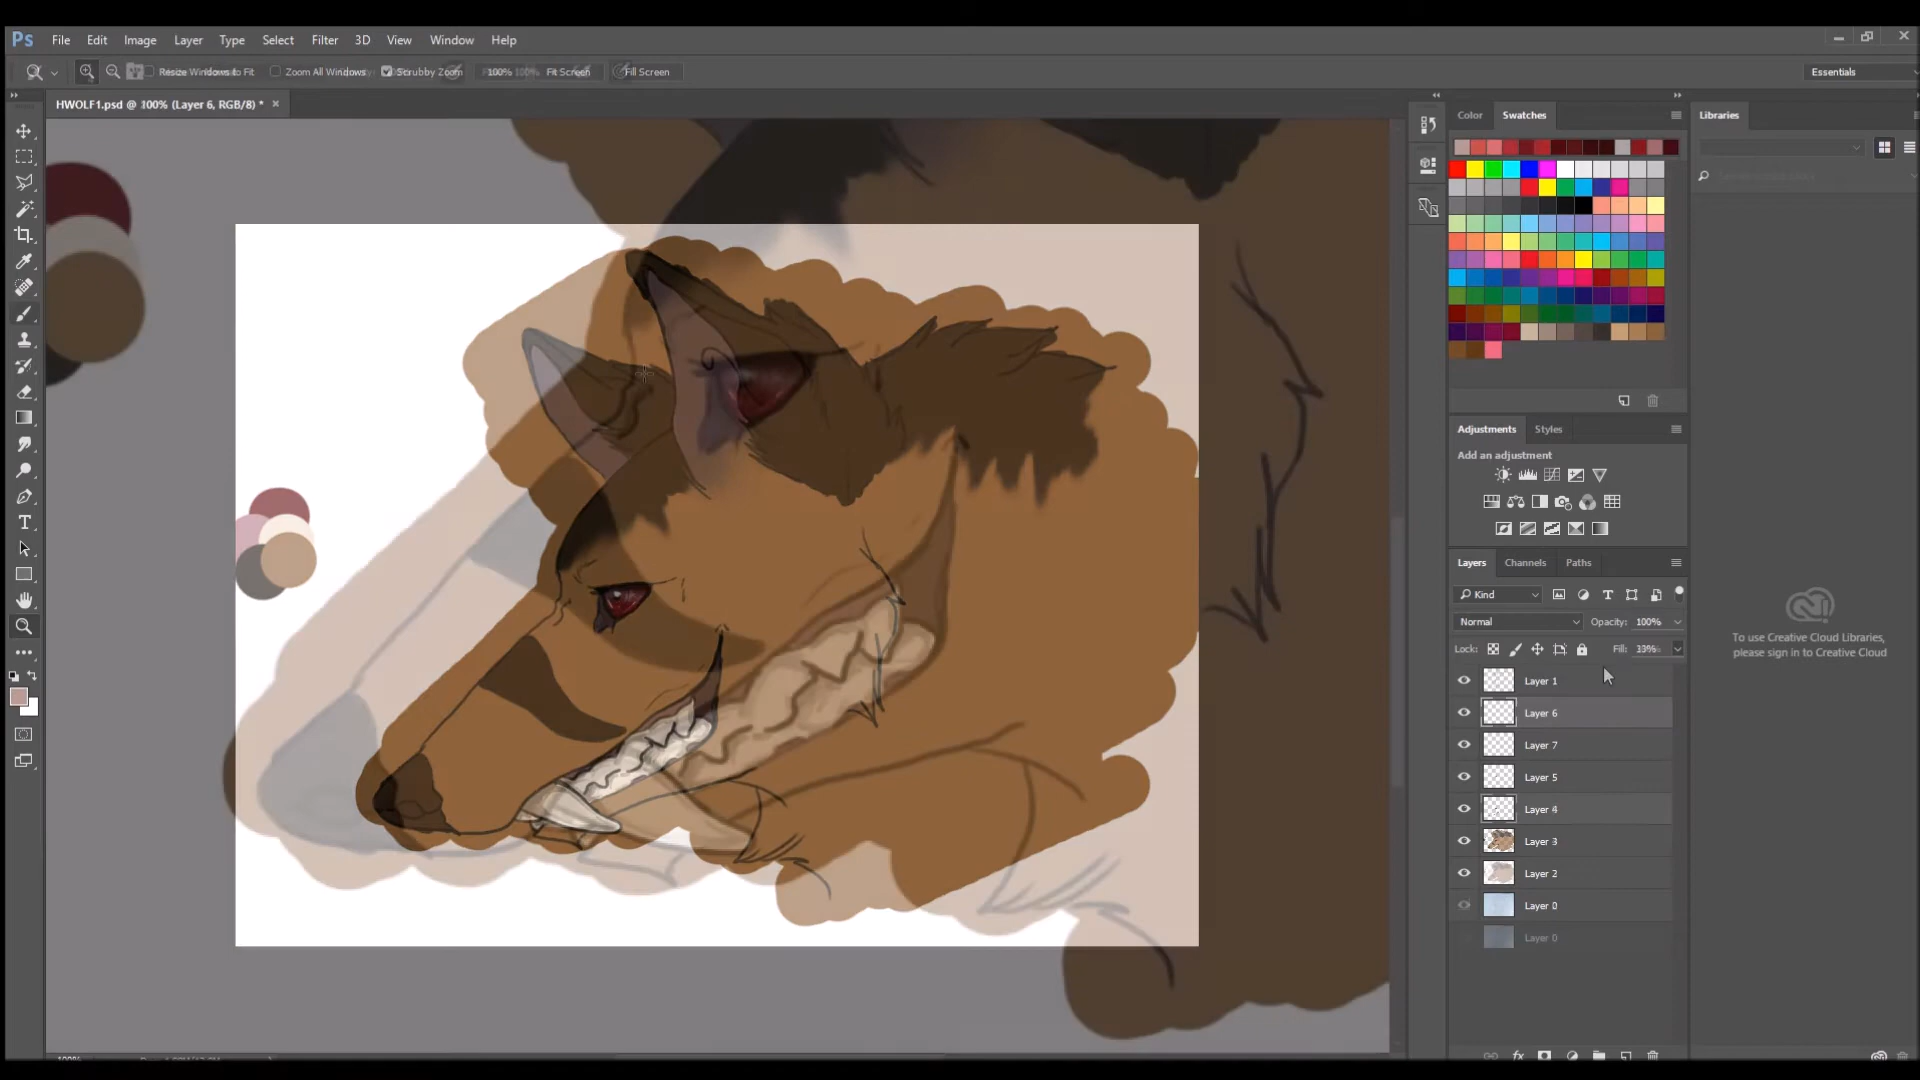 Ps File Edit Image Layer Type Select Filter 3D View Window Help
Resize Windows to Fit Zoom All Windows Scrubby Zoom 100% Fit Screen Fill Screen Essentials
HWOLF1.psd @ 100% (Layer 6, RGB/8) * ×
Color Swatches Libraries
Adjustments Styles
Add an adjustment
Layers Channels Paths
Kind
Normal Opacity: 100%
Lock: Fill:
Layer 1
Layer 6
Layer 7
Layer 5
Layer 4
Layer 3
Layer 2
Layer 0
Layer 0
To use Creative Cloud Libraries,
please sign in to Creative Cloud
100%